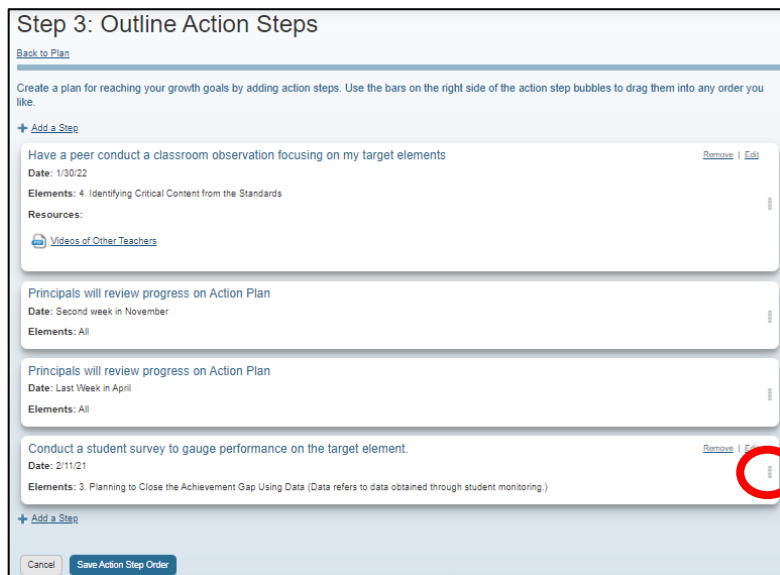 Step 3: Outline Action Steps
Back to Plan
Create a plan for reaching your growth goals by adding action steps. Use the bars on the right side of the action step bubbles to drag them into any order you
like.
+ Add a Step
Have a peer conduct a classroom observation focusing on my target elements
Remove | Edit
Date: 1/30/22
Elements: 4. Identifying Critical Content from the Standards
Resources:
Videos of Other Teachers
Principals will review progress on Action Plan
Date: Second week in November
Elements: All
Principals will review progress on Action Plan
Date: Last Week in April
Elements: All
Conduct a student survey to gauge performance on the target element.
Remove | Edit
Date: 2/11/21
Elements: 3. Planning to Close the Achievement Gap Using Data (Data refers to data obtained through student monitoring.)
+ Add a Step
Cancel
Save Action Step Order